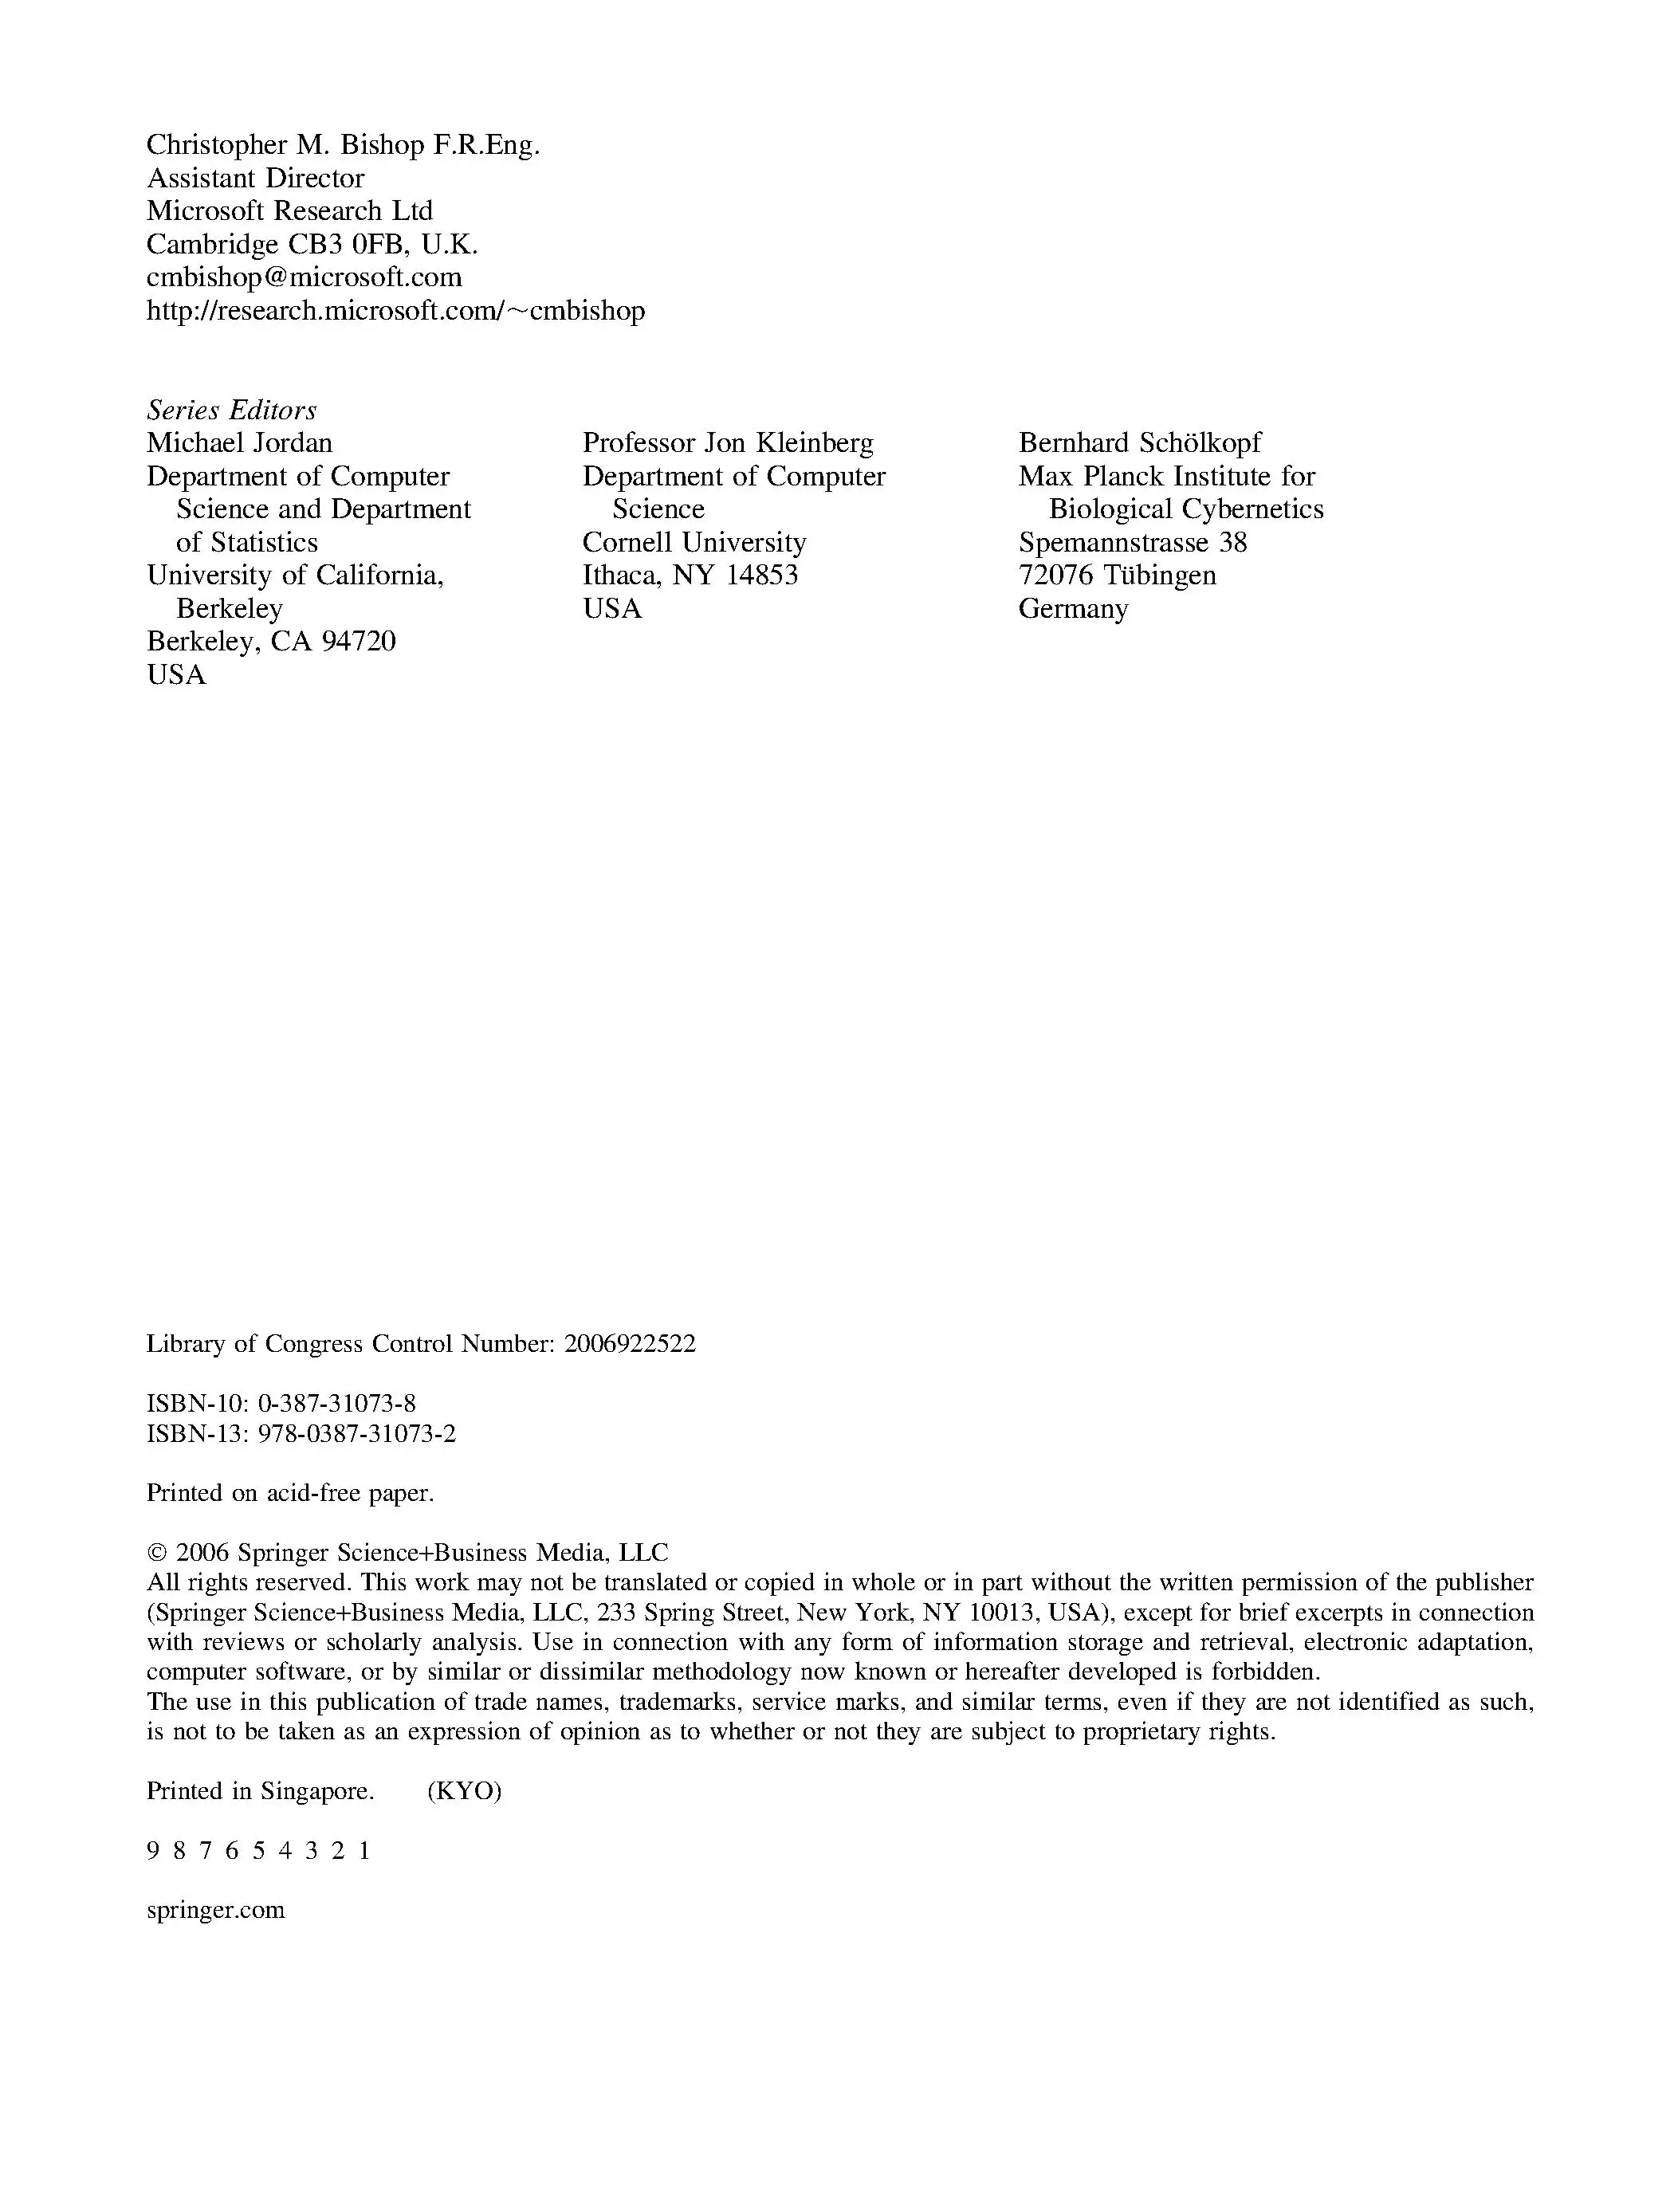 Christopher M. Bishop F.R.Eng.
Assistant Director
Microsoft Research Ltd
Cambridge CB3 0FB, U.K.
cmbishop@microsoft.com
http://research.microsoft.com/~cmbishop
Series Editors
Michael Jordan
Department of Computer
Science and Department
of Statistics
University of California,
Berkeley
Berkeley, CA 94720
USA
Professor Jon Kleinberg
Department of Computer
Science
Cornell University
Ithaca, NY 14853
USA
Bernhard Schölkopf
Max Planck Institute for
Biological Cybernetics
Spemannstrasse 38
72076 Tübingen
Germany
Library of Congress Control Number: 2006922522
ISBN-10: 0-387-31073-8
ISBN-13: 978-0387-31073-2
Printed on acid-free paper.
© 2006 Springer Science+Business Media, LLC
All rights reserved. This work may not be translated or copied in whole or in part without the written permission of the publisher
(Springer Science+Business Media, LLC, 233 Spring Street, New York, NY 10013, USA), except for brief excerpts in connection
with reviews or scholarly analysis. Use in connection with any form of information storage and retrieval, electronic adaptation,
computer software, or by similar or dissimilar methodology now known or hereafter developed is forbidden.
The use in this publication of trade names, trademarks, service marks, and similar terms, even if they are not identified as such,
is not to be taken as an expression of opinion as to whether or not they are subject to proprietary rights.
Printed in Singapore. (KYO)
9 8 7 6 5 4 3 2 1
springer.com